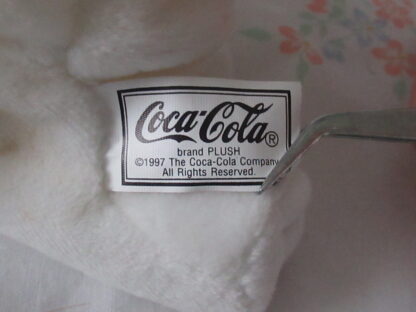 Coca-Cola®
brand PLUSH
©1997 The Coca-Cola Company
All Rights Reserved.